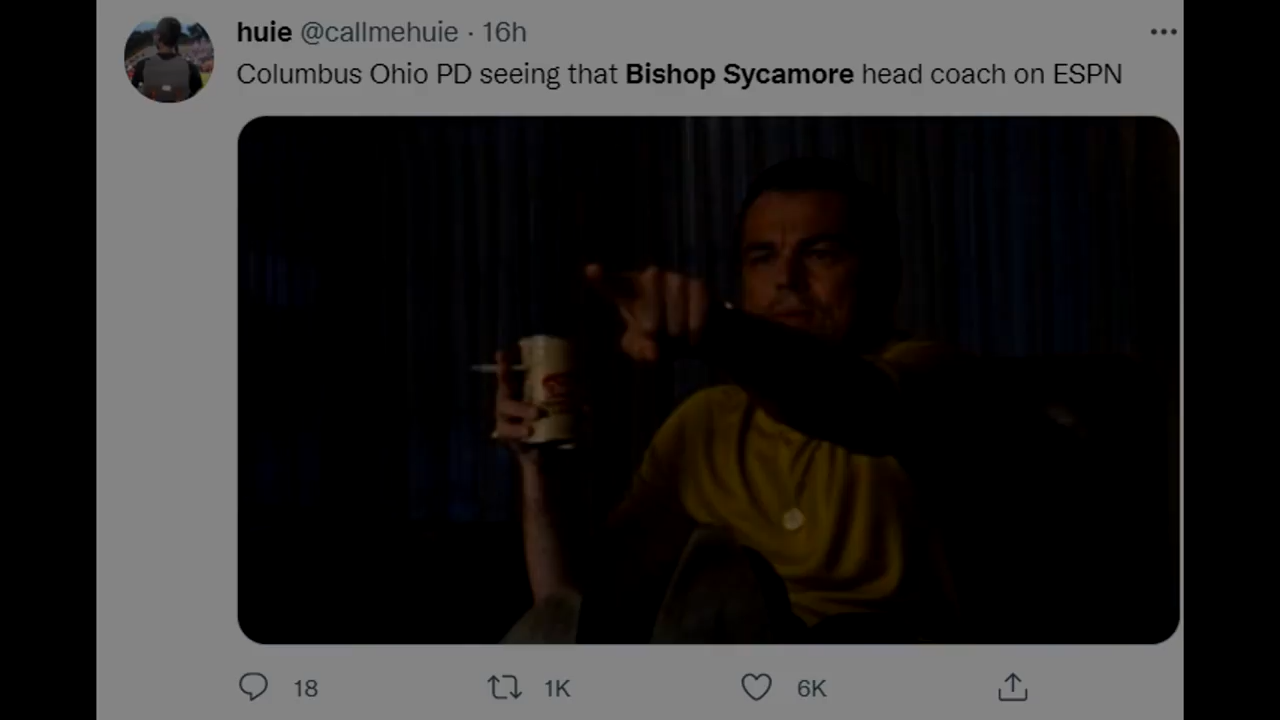 huie @callmehuie · 16h
Columbus Ohio PD seeing that Bishop Sycamore head coach on ESPN
18
1K
6K